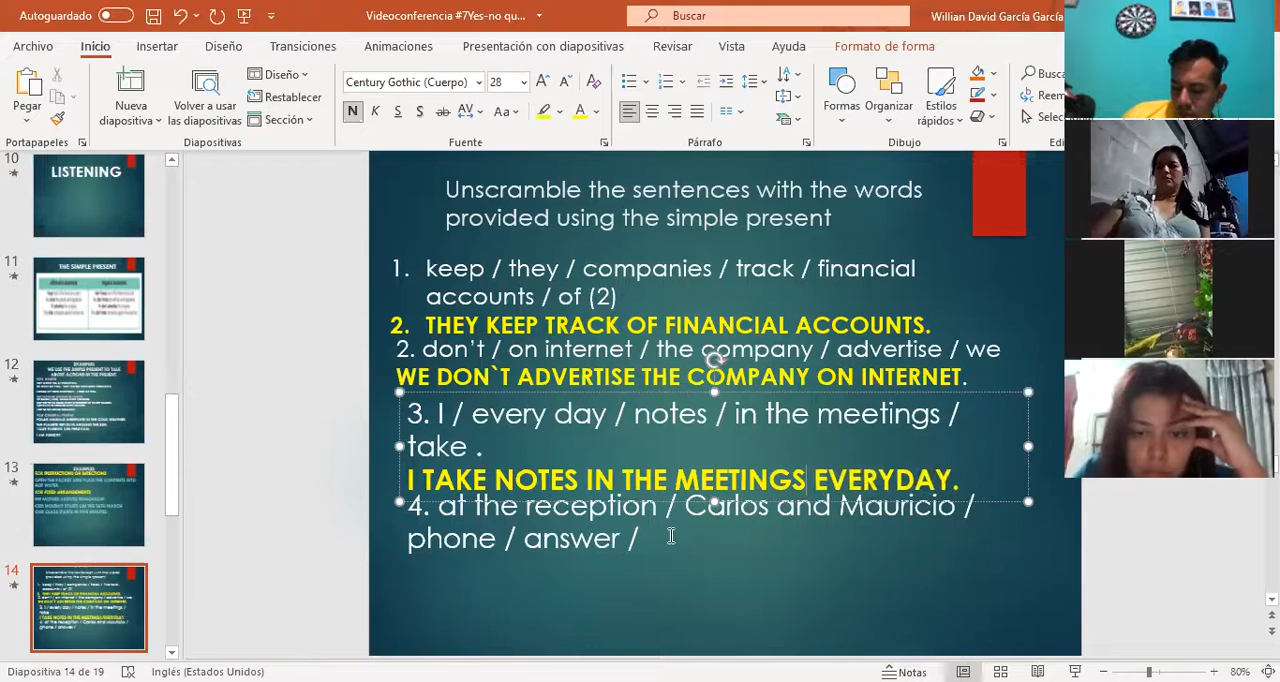 Autoguardado
Videoconferencia #7Yes-no qu...
Buscar
Willian David García García
Archivo Inicio Insertar Diseño Transiciones Animaciones Presentación con diapositivas Revisar Vista Ayuda Formato de forma
Pegar
Nueva diapositiva
Volver a usar las diapositivas
Diseño
Restablecer
Sección
Century Gothic (Cuerpo) 28
N K S S ab AV Aa A
Formas Organizar Estilos rápidos
Portapapeles Diapositivas Fuente Párrafo Dibujo
10
LISTENING
11
THE SIMPLE PRESENT
12
13
14
Unscramble the sentences with the words
provided using the simple present
1. keep / they / companies / track / financial
accounts / of (2)
2. THEY KEEP TRACK OF FINANCIAL ACCOUNTS.
2. don't / on internet / the company / advertise / we
WE DON`T ADVERTISE THE COMPANY ON INTERNET.
3. I / every day / notes / in the meetings /
take .
I TAKE NOTES IN THE MEETINGS EVERYDAY.
4. at the reception / Carlos and Mauricio /
phone / answer /
Diapositiva 14 de 19 Inglés (Estados Unidos) Notas 80%